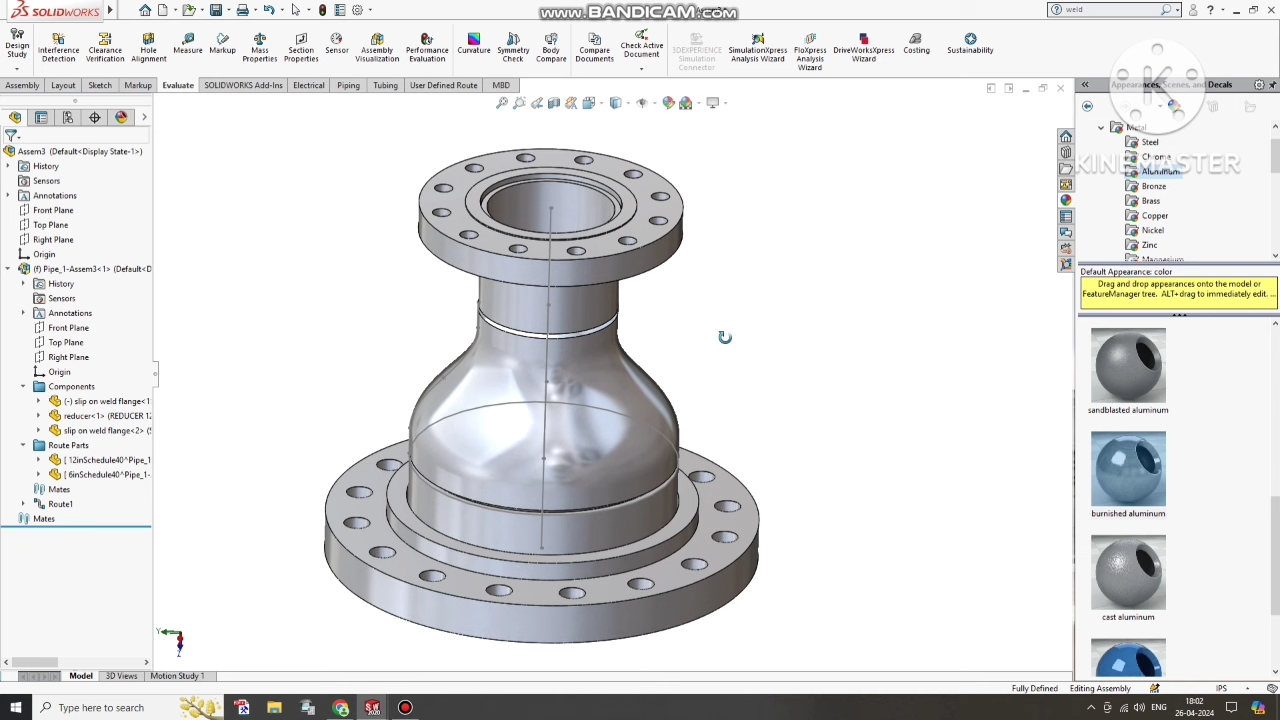 SOLIDWORKS
www.BANDICAM.com
weld
Design Study
Interference Detection
Clearance Verification
Hole Alignment
Measure
Markup
Mass Properties
Section Properties
Sensor
Assembly Visualization
Performance Evaluation
Curvature
Symmetry Check
Body Compare
Compare Documents
Check Active Document
3DEXPERIENCE Simulation Connector
SimulationXpress Analysis Wizard
FloXpress Analysis Wizard
DriveWorksXpress Wizard
Costing
Sustainability
Assembly
Layout
Sketch
Markup
Evaluate
SOLIDWORKS Add-Ins
Electrical
Piping
Tubing
User Defined Route
MBD
Appearances, Scenes, and Decals
K
KINEMASTER
Assem3 (Default<Display State-1>)
History
Sensors
Annotations
Front Plane
Top Plane
Right Plane
Origin
(f) Pipe_1-Assem3<1> (Default<D
History
Sensors
Annotations
Front Plane
Top Plane
Right Plane
Origin
Components
(-) slip on weld flange<1>
reducer<1> (REDUCER 12
slip on weld flange<2> (S
Route Parts
[ 12inSchedule40^Pipe_1
[ 6inSchedule40^Pipe_1-
Mates
Route1
Mates
Metal
Steel
Chrome
Aluminum
Bronze
Brass
Copper
Nickel
Zinc
Magnesium
Default Appearance: color
Drag and drop appearances onto the model or
FeatureManager tree. ALT+drag to immediately edit. ...
sandblasted aluminum
burnished aluminum
cast aluminum
Y
Z
Model
3D Views
Motion Study 1
Fully Defined
Editing Assembly
IPS
Type here to search
SW
2020
ENG
18:02
26-04-2024